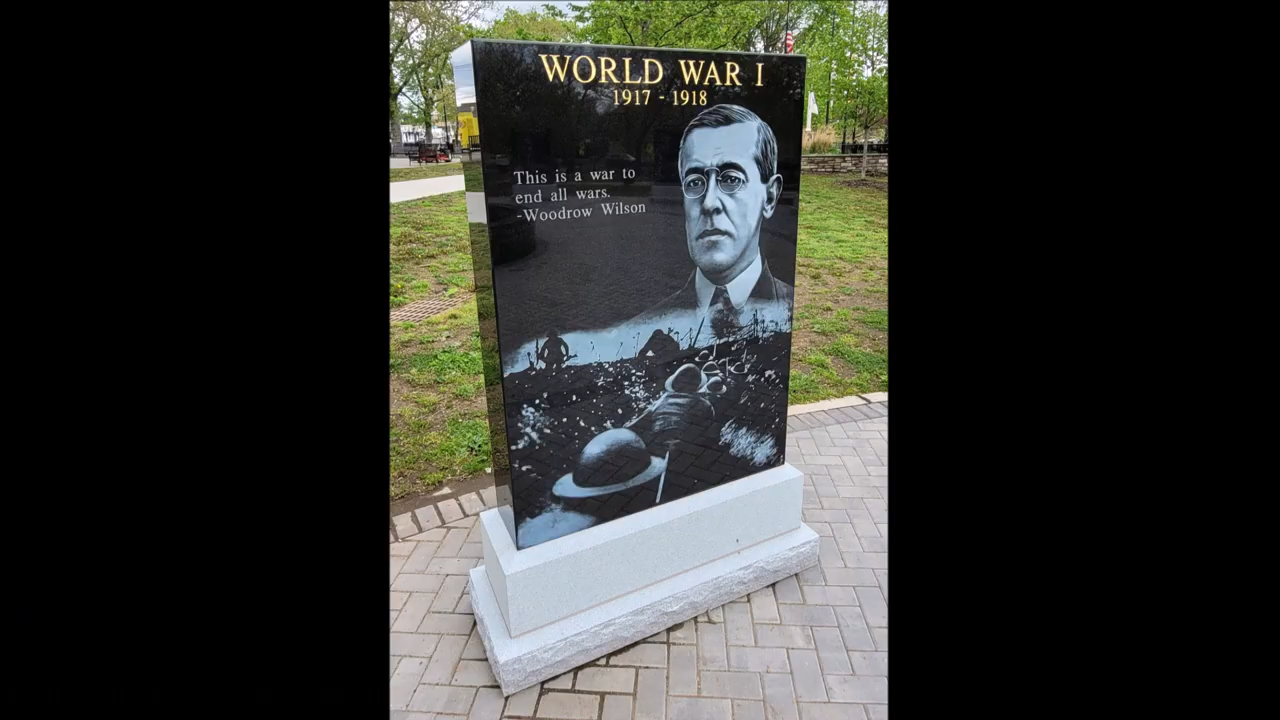 WORLD WAR I
1917 - 1918
This is a war to
end all wars.
-Woodrow Wilson